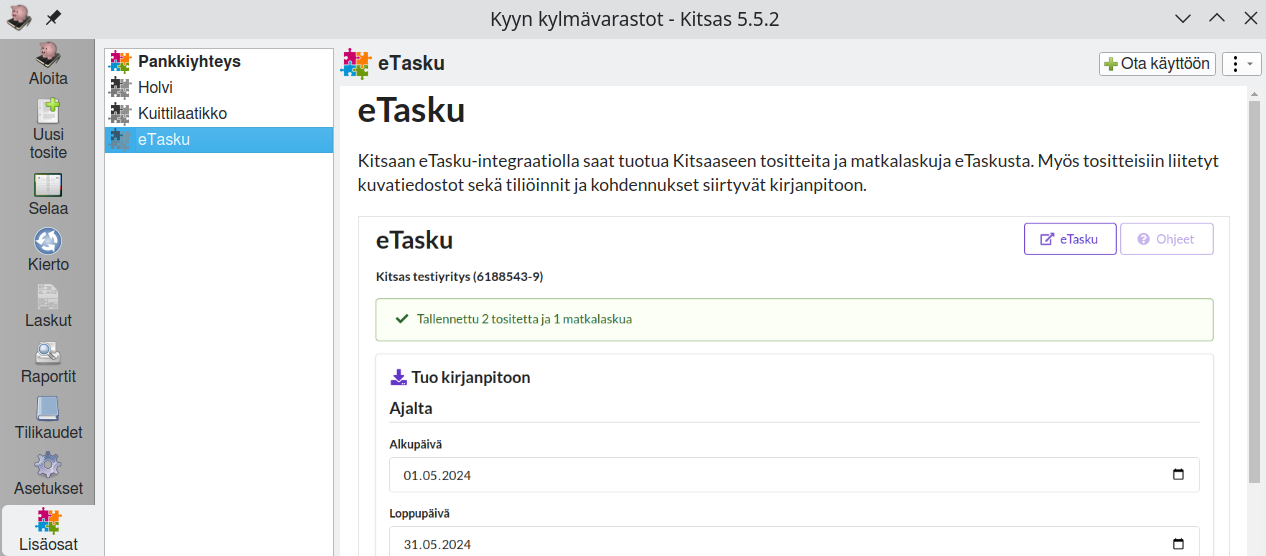 Kyyn kylmävarastot - Kitsas 5.5.2
Aloita
Uusi
tosite
Selaa
Kierto
Laskut
Raportit
Tilikaudet
Asetukset
Lisäosat
Pankkiyhteys
Holvi
Kuittilaatikko
eTasku
eTasku
Ota käyttöön
eTasku
Kitsaan eTasku-integraatiolla saat tuotua Kitsaaseen tositteita ja matkalaskuja eTaskusta. Myös tositteisiin liitetyt
kuvatiedostot sekä tiliöinnit ja kohdennukset siirtyvät kirjanpitoon.
eTasku
eTasku
Ohjeet
Kitsas testiyritys (6188543-9)
Tallennettu 2 tositetta ja 1 matkalaskua
Tuo kirjanpitoon
Ajalta
Alkupäivä
01.05.2024
Loppupäivä
31.05.2024